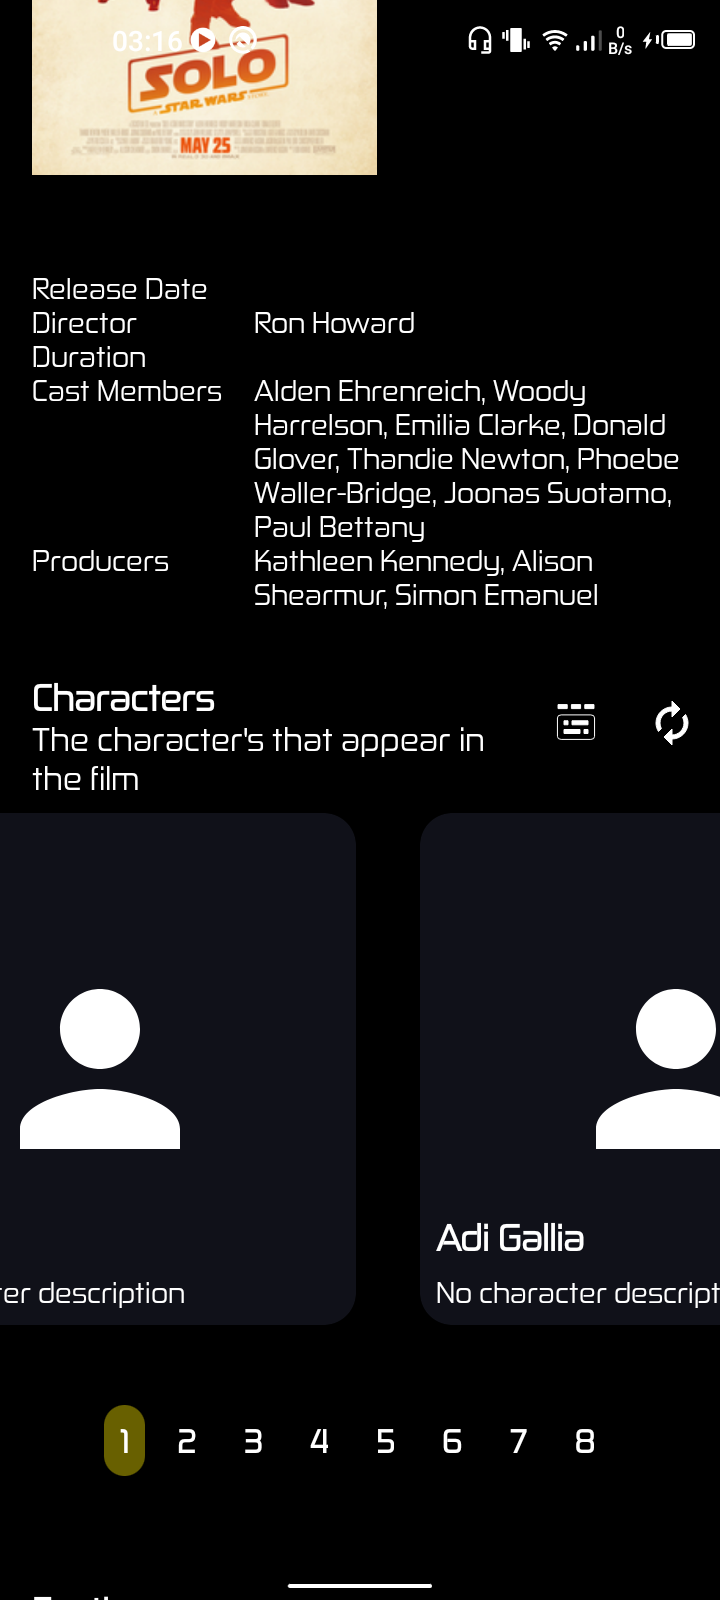 03:16
0
B/s
SOLO
A STAR WARS STORY
MAY 25
Release Date
Director Ron Howard
Duration
Cast Members Alden Ehrenreich, Woody
Harrelson, Emilia Clarke, Donald
Glover, Thandie Newton, Phoebe
Waller-Bridge, Joonas Suotamo,
Paul Bettany
Producers Kathleen Kennedy, Alison
Shearmur, Simon Emanuel
Characters
The character's that appear in
the film
Adi Gallia
er description
No character descript
1 2 3 4 5 6 7 8